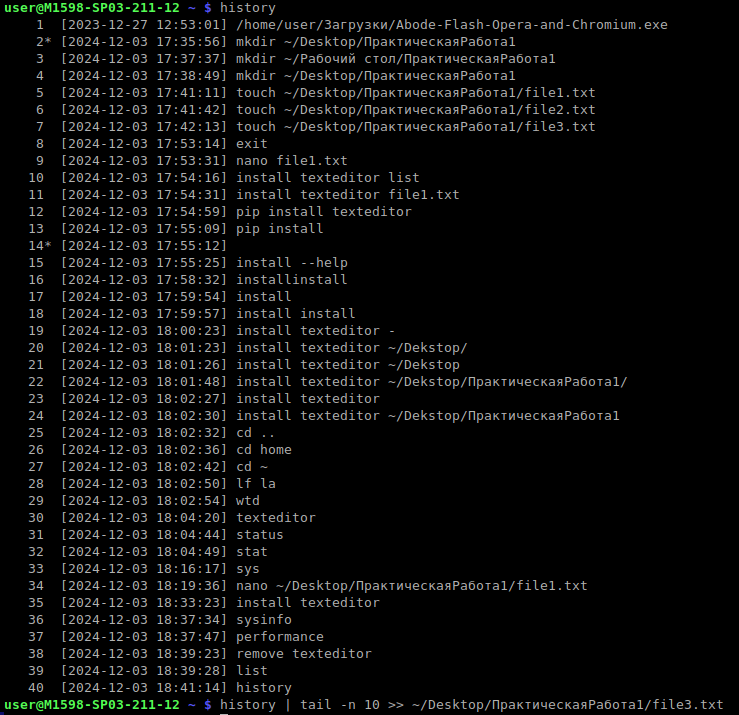 user@M1598-SP03-211-12 ~ $ history
1 [2023-12-27 12:53:01] /home/user/Загрузки/Abode-Flash-Opera-and-Chromium.exe
2* [2024-12-03 17:35:56] mkdir ~/Desktop/ПрактическаяРабота1
3 [2024-12-03 17:37:37] mkdir ~/Рабочий стол/ПрактическаяРабота1
4 [2024-12-03 17:38:49] mkdir ~/Desktop/ПрактическаяРабота1
5 [2024-12-03 17:41:11] touch ~/Desktop/ПрактическаяРабота1/file1.txt
6 [2024-12-03 17:41:42] touch ~/Desktop/ПрактическаяРабота1/file2.txt
7 [2024-12-03 17:42:13] touch ~/Desktop/ПрактическаяРабота1/file3.txt
8 [2024-12-03 17:53:14] exit
9 [2024-12-03 17:53:31] nano file1.txt
10 [2024-12-03 17:54:16] install texteditor list
11 [2024-12-03 17:54:31] install texteditor file1.txt
12 [2024-12-03 17:54:59] pip install texteditor
13 [2024-12-03 17:55:09] pip install
14* [2024-12-03 17:55:12]
15 [2024-12-03 17:55:25] install --help
16 [2024-12-03 17:58:32] installinstall
17 [2024-12-03 17:59:54] install
18 [2024-12-03 17:59:57] install install
19 [2024-12-03 18:00:23] install texteditor -
20 [2024-12-03 18:01:23] install texteditor ~/Dekstop/
21 [2024-12-03 18:01:26] install texteditor ~/Dekstop
22 [2024-12-03 18:01:48] install texteditor ~/Dekstop/ПрактическаяРабота1/
23 [2024-12-03 18:02:27] install texteditor
24 [2024-12-03 18:02:30] install texteditor ~/Dekstop/ПрактическаяРабота1
25 [2024-12-03 18:02:32] cd ..
26 [2024-12-03 18:02:36] cd home
27 [2024-12-03 18:02:42] cd ~
28 [2024-12-03 18:02:50] lf la
29 [2024-12-03 18:02:54] wtd
30 [2024-12-03 18:04:20] texteditor
31 [2024-12-03 18:04:44] status
32 [2024-12-03 18:04:49] stat
33 [2024-12-03 18:16:17] sys
34 [2024-12-03 18:19:36] nano ~/Desktop/ПрактическаяРабота1/file1.txt
35 [2024-12-03 18:33:23] install texteditor
36 [2024-12-03 18:37:34] sysinfo
37 [2024-12-03 18:37:47] performance
38 [2024-12-03 18:39:23] remove texteditor
39 [2024-12-03 18:39:28] list
40 [2024-12-03 18:41:14] history
user@M1598-SP03-211-12 ~ $ history | tail -n 10 >> ~/Desktop/ПрактическаяРабота1/file3.txt